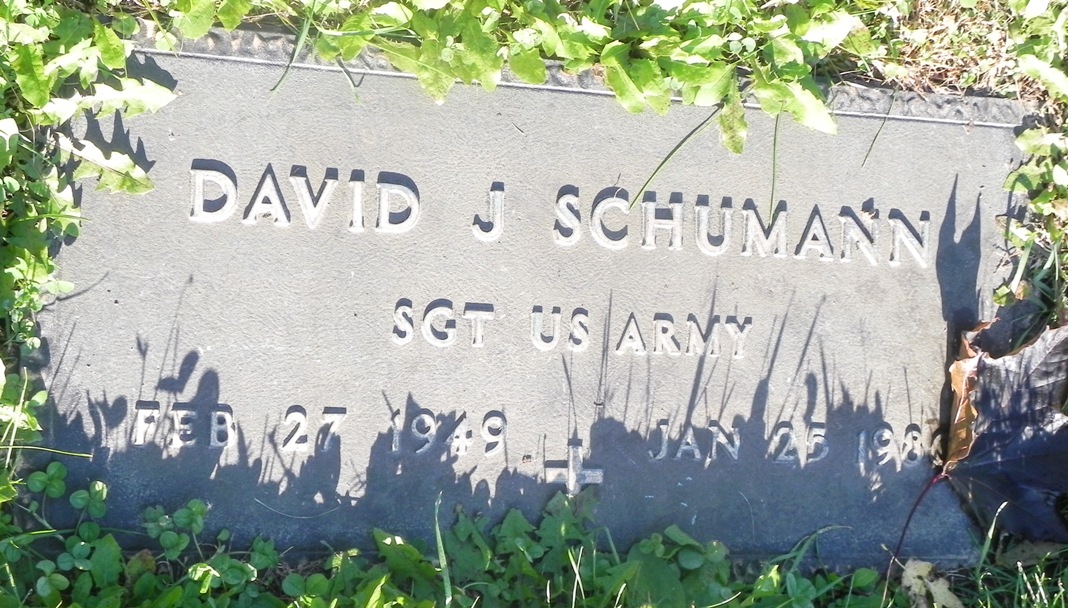 DAVID J SCHUMANN
SGT US ARMY
FEB 27 1949 JAN 25